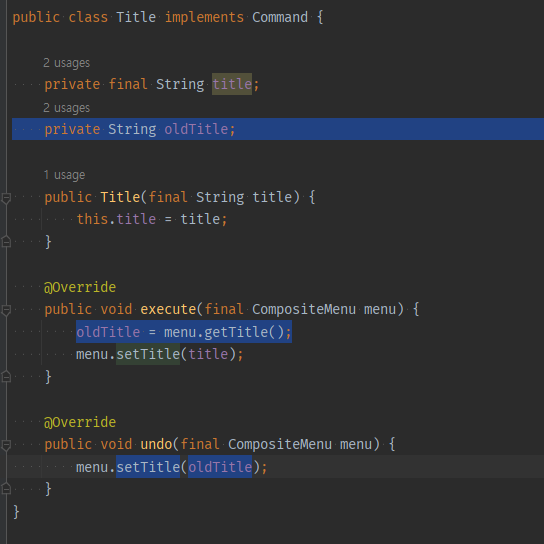 public class Title implements Command {
2 usages
private final String title;
2 usages
private String oldTitle;
1 usage
public Title(final String title) {
this.title = title;
}
@Override
public void execute(final CompositeMenu menu) {
oldTitle = menu.getTitle();
menu.setTitle(title);
}
@Override
public void undo(final CompositeMenu menu) {
menu.setTitle(oldTitle);
}
}